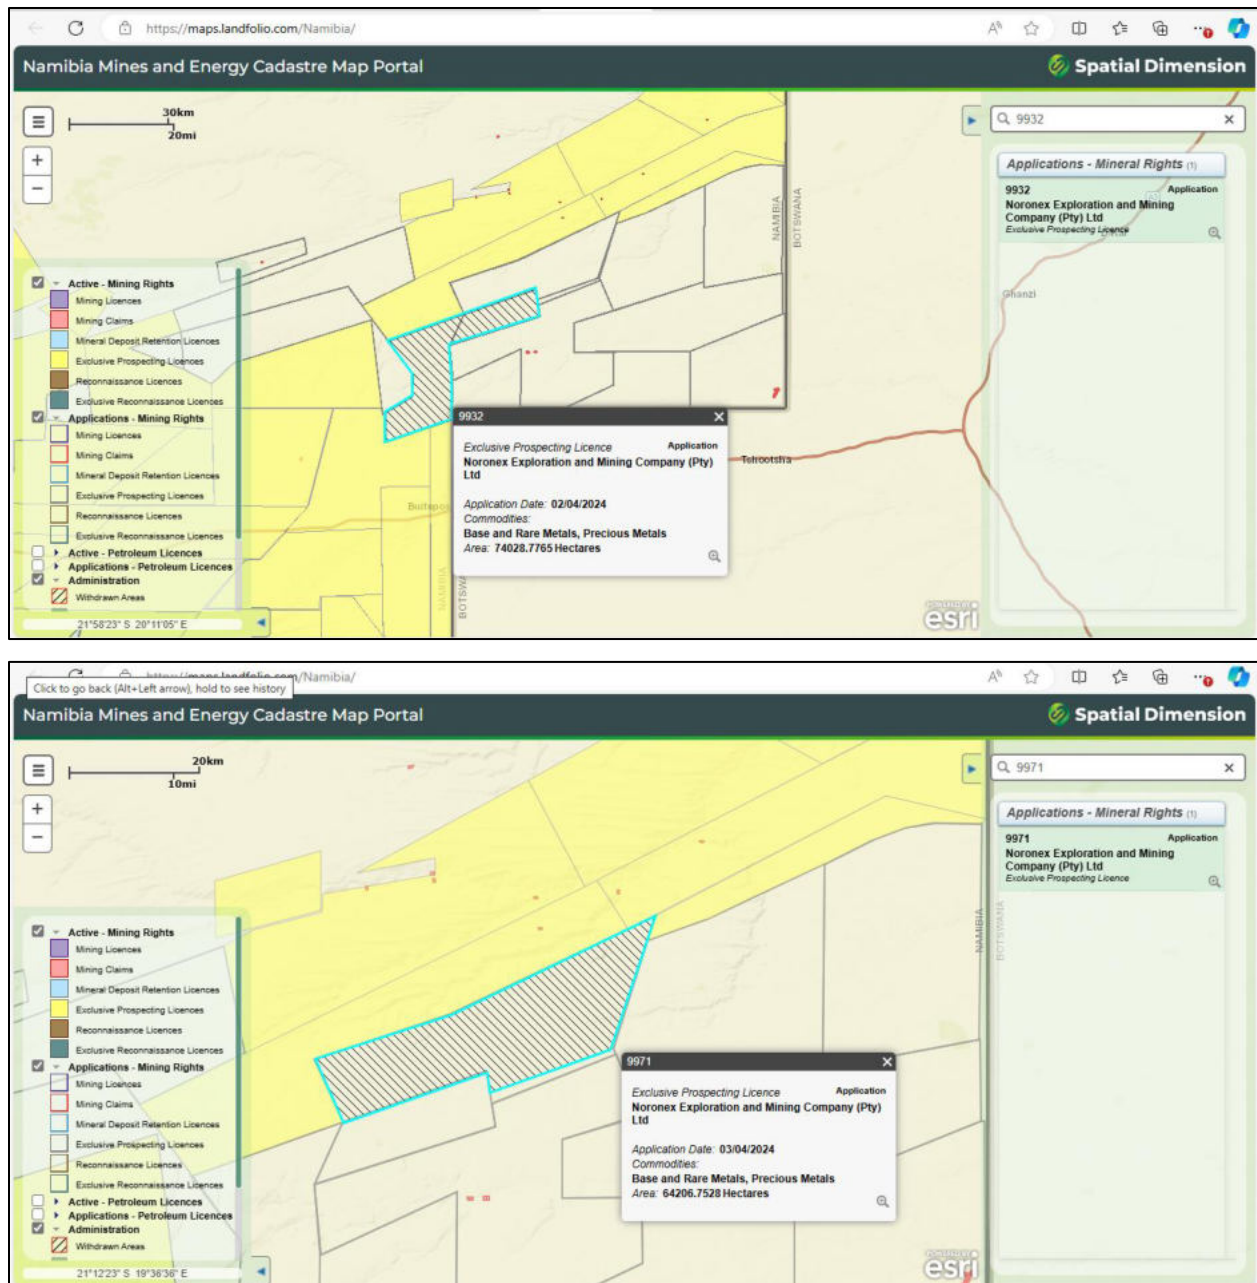 https://maps.landfolio.com/Namibia/
Namibia Mines and Energy Cadastre Map Portal
Spatial Dimension
30km
20mi
9932
Applications - Mineral Rights (1)
9932
Application
Noronex Exploration and Mining
Company (Pty) Ltd
Exclusive Prospecting Licence
Ghanzi
NAMIBIA
BOTSWANA
Active - Mining Rights
Mining Licences
Mining Claims
Mineral Deposit Retention Licences
Exclusive Prospecting Licences
Reconnaissance Licences
Exclusive Reconnaissance Licences
Applications - Mining Rights
Mining Licences
Mining Claims
Mineral Deposit Retention Licences
Exclusive Prospecting Licences
Reconnaissance Licences
Exclusive Reconnaissance Licences
Active - Petroleum Licences
Applications - Petroleum Licences
Administration
Withdrawn Areas
21°58'23" S 20°11'05" E
9932
Exclusive Prospecting Licence
Application
Noronex Exploration and Mining Company (Pty)
Ltd
Application Date: 02/04/2024
Commodities:
Base and Rare Metals, Precious Metals
Area: 74028.7765 Hectares
NAMIBIA
BOTSWA
esri
Namibia/
Click to go back (Alt+Left arrow), hold to see history
Namibia Mines and Energy Cadastre Map Portal
Spatial Dimension
20km
10mi
9971
Applications - Mineral Rights (1)
9971
Application
Noronex Exploration and Mining
Company (Pty) Ltd
Exclusive Prospecting Licence
NAMIBIA
BOTSWANA
Active - Mining Rights
Mining Licences
Mining Claims
Mineral Deposit Retention Licences
Exclusive Prospecting Licences
Reconnaissance Licences
Exclusive Reconnaissance Licences
Applications - Mining Rights
Mining Licences
Mining Claims
Mineral Deposit Retention Licences
Exclusive Prospecting Licences
Reconnaissance Licences
Exclusive Reconnaissance Licences
Active - Petroleum Licences
Applications - Petroleum Licences
Administration
Withdrawn Areas
21°12'23" S 19°36'36" E
9971
Exclusive Prospecting Licence
Application
Noronex Exploration and Mining Company (Pty)
Ltd
Application Date: 03/04/2024
Commodities:
Base and Rare Metals, Precious Metals
Area: 64206.7528 Hectares
esri